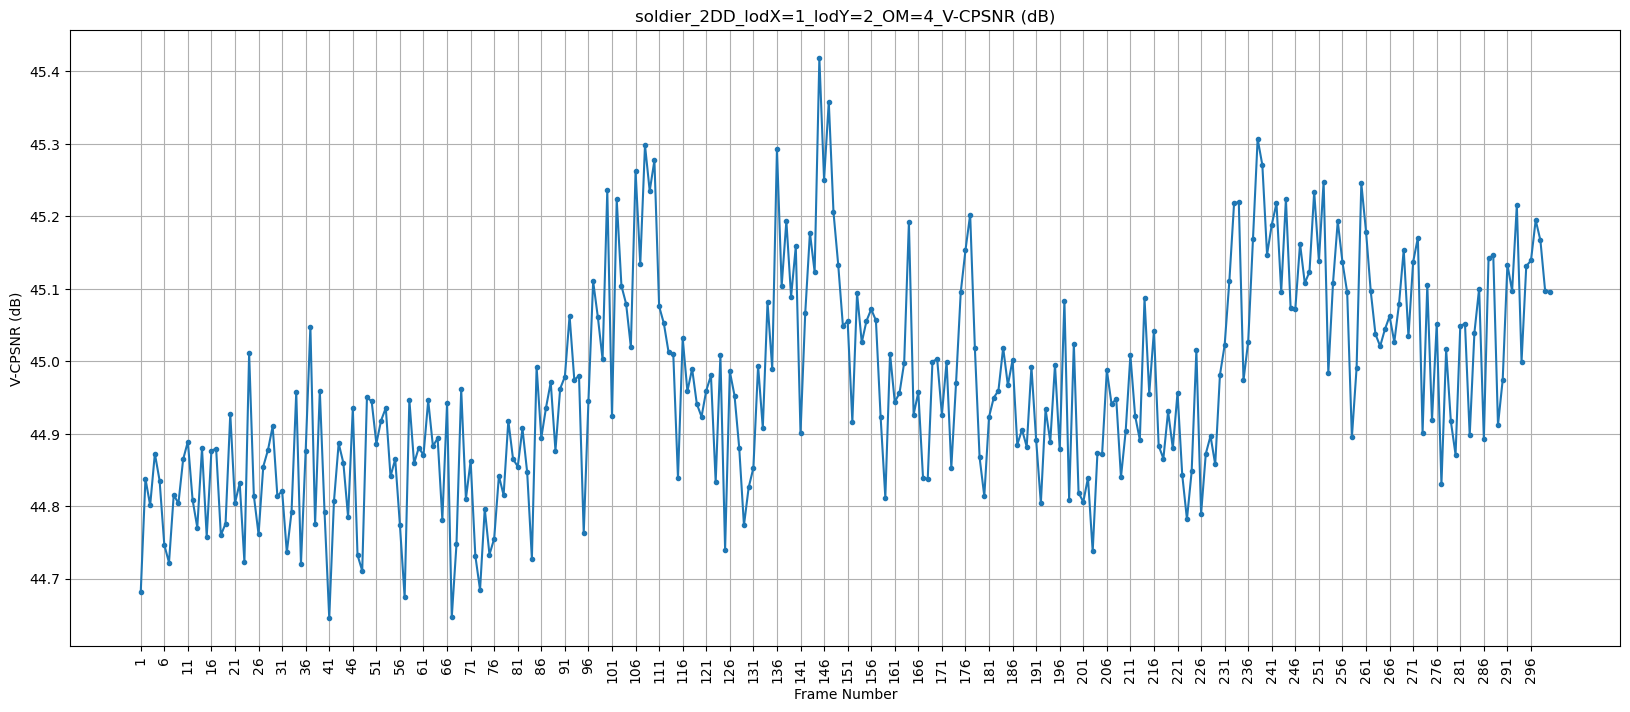 soldier_2DD_lodX=1_lodY=2_OM=4_V-CPSNR (dB)
V-CPSNR (dB)
45.4
45.3
45.2
45.1
45.0
44.9
44.8
44.7
1 6 11 16 21 26 31 36 41 46 51 56 61 66 71 76 81 86 91 96 101 106 111 116 121 126 131 136 141 146 151 156 161 166 171 176 181 186 191 196 201 206 211 216 221 226 231 236 241 246 251 256 261 266 271 276 281 286 291 296
Frame Number